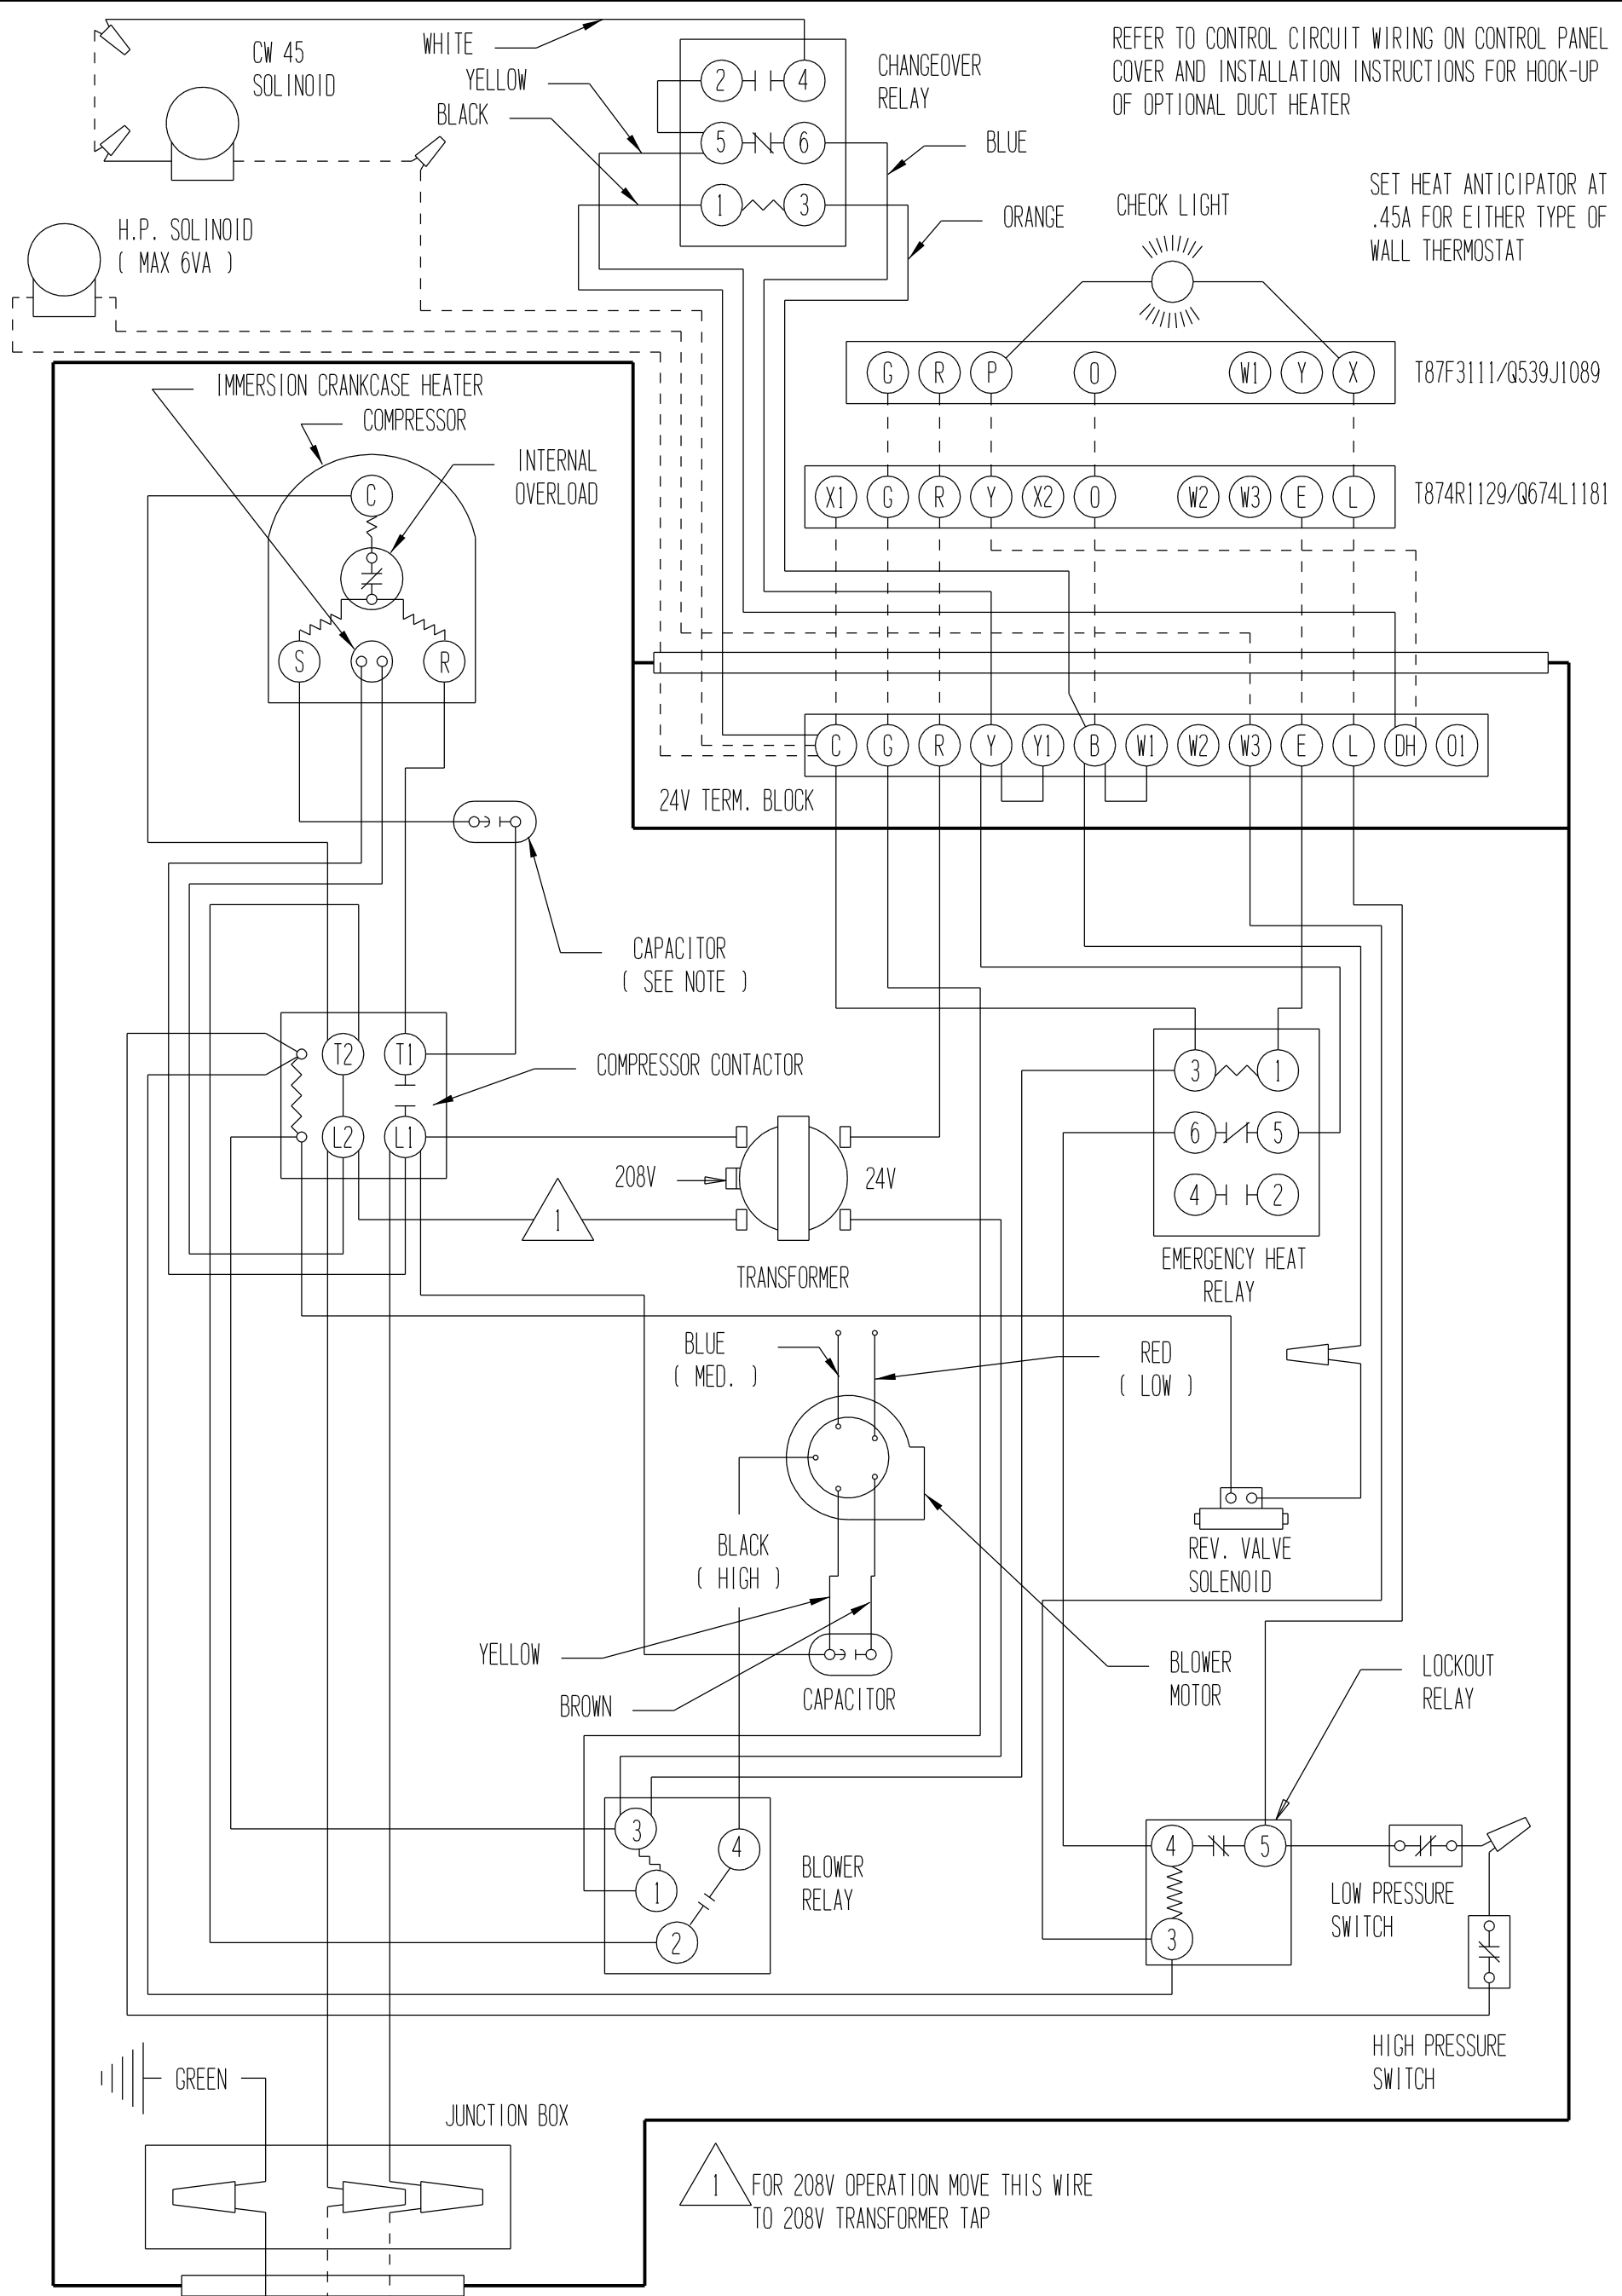 WHITE
CW 45
SOLINOID
YELLOW
BLACK
2
4
5
6
1
3
CHANGEOVER
RELAY
REFER TO CONTROL CIRCUIT WIRING ON CONTROL PANEL
COVER AND INSTALLATION INSTRUCTIONS FOR HOOK-UP
OF OPTIONAL DUCT HEATER
BLUE
ORANGE
CHECK LIGHT
SET HEAT ANTICIPATOR AT
.45A FOR EITHER TYPE OF
WALL THERMOSTAT
H.P. SOLINOID
( MAX 6VA )
G R P O W1 Y X
T87F3111/Q539J1089
IMMERSION CRANKCASE HEATER
COMPRESSOR
INTERNAL
OVERLOAD
C
S
R
X1 G R Y X2 O W2 W3 E L
T874R1129/Q674L1181
C G R Y Y1 B W1 W2 W3 E L DH O1
24V TERM. BLOCK
CAPACITOR
( SEE NOTE )
T2 T1
L2 L1
COMPRESSOR CONTACTOR
208V
24V
1
TRANSFORMER
3 1
6 5
4 2
EMERGENCY HEAT
RELAY
BLUE
( MED. )
RED
( LOW )
BLACK
( HIGH )
REV. VALVE
SOLENOID
YELLOW
BROWN
CAPACITOR
BLOWER
MOTOR
LOCKOUT
RELAY
3
4
1
2
BLOWER
RELAY
4 5
3
LOW PRESSURE
SWITCH
HIGH PRESSURE
SWITCH
GREEN
JUNCTION BOX
1
FOR 208V OPERATION MOVE THIS WIRE
TO 208V TRANSFORMER TAP